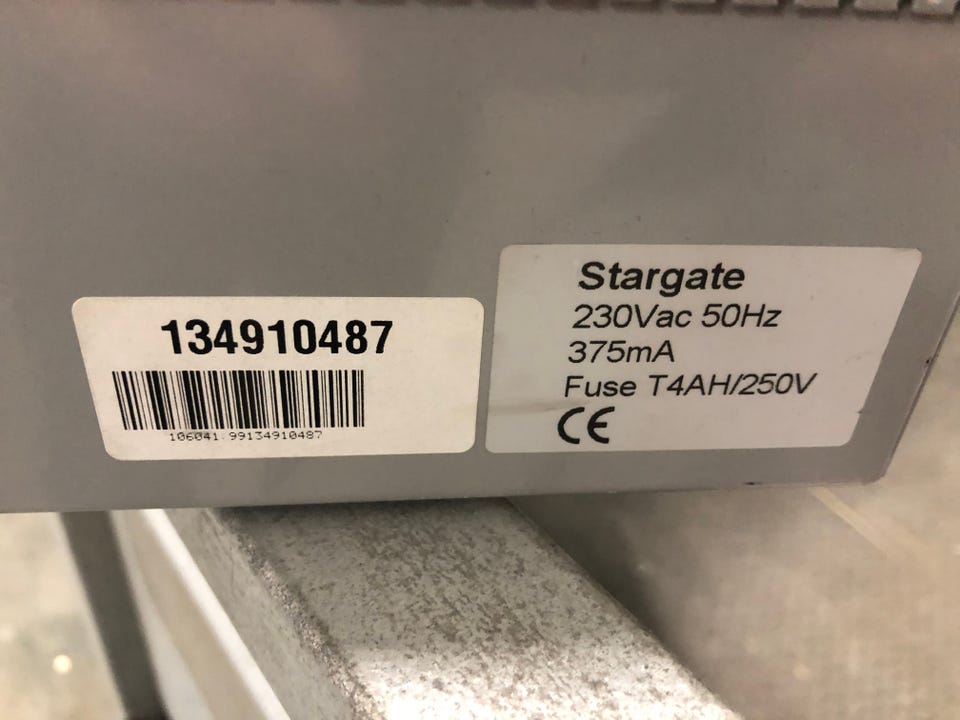 134910487
106041.99134910487
Stargate
230Vac 50Hz
375mA
Fuse T4AH/250V
CE